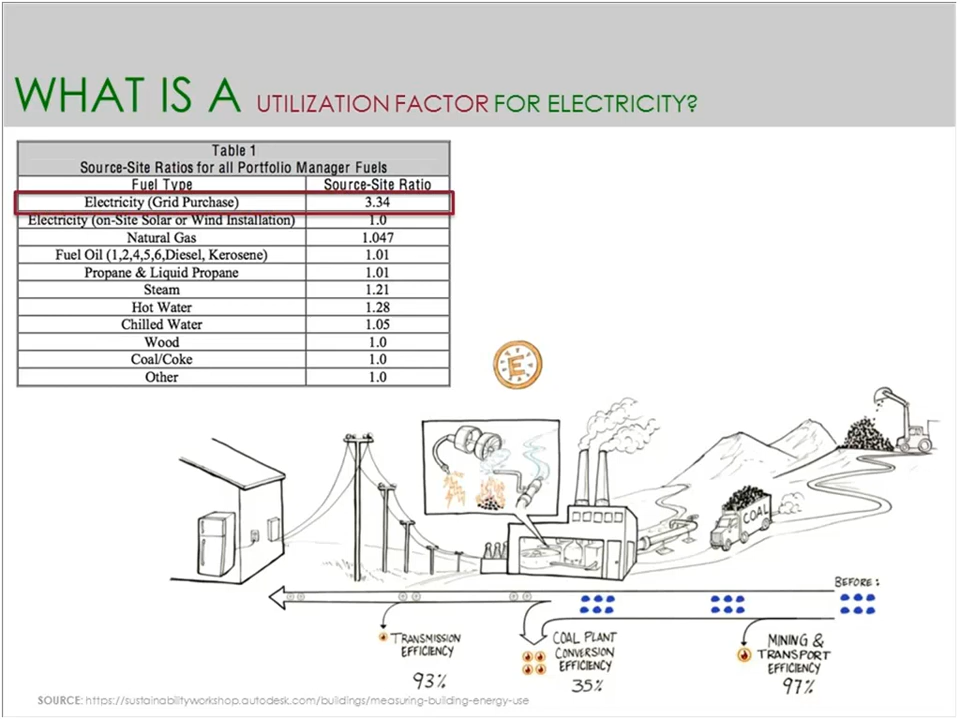 WHAT IS A UTILIZATION FACTOR FOR ELECTRICITY?
Table 1
Source-Site Ratios for all Portfolio Manager Fuels
Fuel Type Source-Site Ratio
Electricity (Grid Purchase) 3.34
Electricity (on-Site Solar or Wind Installation) 1.0
Natural Gas 1.047
Fuel Oil (1,2,4,5,6,Diesel, Kerosene) 1.01
Propane & Liquid Propane 1.01
Steam 1.21
Hot Water 1.28
Chilled Water 1.05
Wood 1.0
Coal/Coke 1.0
Other 1.0
E
COAL
BEFORE:
TRANSMISSION
EFFICIENCY
93%
COAL PLANT
CONVERSION
EFFICIENCY
35%
MINING &
TRANSPORT
EFFICIENCY
97%
SOURCE: https://sustainabilityworkshop.autodesk.com/buildings/measuring-building-energy-use